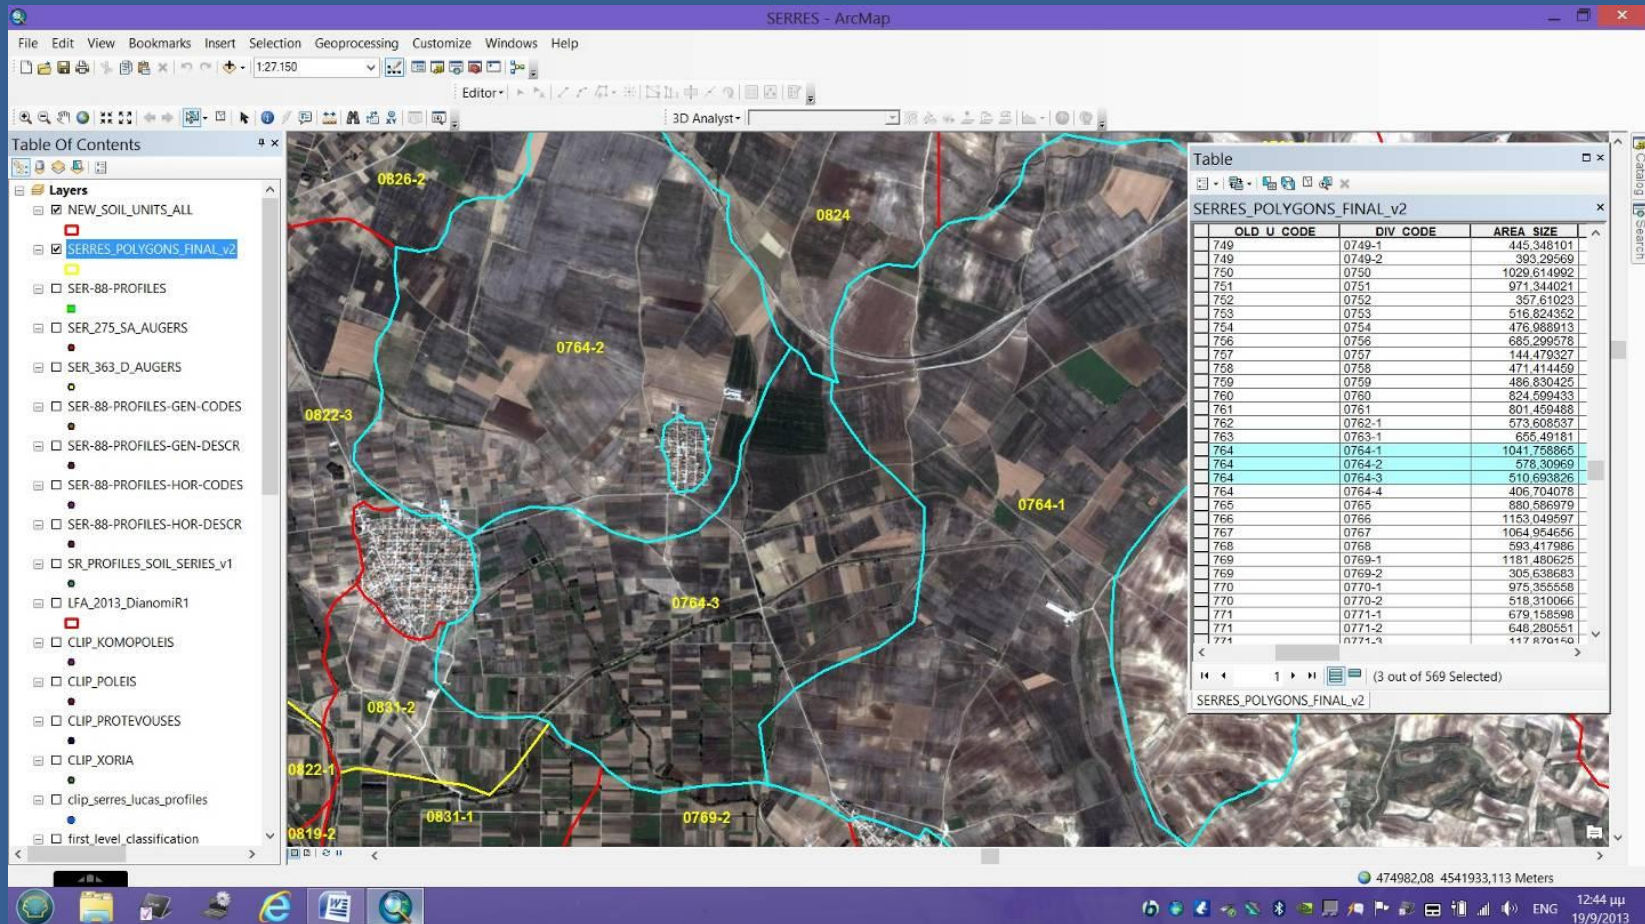 SERRES - ArcMap
File Edit View Bookmarks Insert Selection Geoprocessing Customize Windows Help
1:27.150
Editor
3D Analyst
Table Of Contents
Layers
NEW_SOIL_UNITS_ALL
SERRES_POLYGONS_FINAL_v2
SER-88-PROFILES
SER_275_SA_AUGERS
SER_363_D_AUGERS
SER-88-PROFILES-GEN-CODES
SER-88-PROFILES-GEN-DESCR
SER-88-PROFILES-HOR-CODES
SER-88-PROFILES-HOR-DESCR
SR_PROFILES_SOIL_SERIES_v1
LFA_2013_DianomiR1
CLIP_KOMOPOLEIS
CLIP_POLEIS
CLIP_PROTEVOUSES
CLIP_XORIA
clip_serres_lucas_profiles
first_level_classification
0826-2
0824
0764-2
0822-3
0764-1
0764-3
0831-2
0822-1
0831-1
0769-2
0819-2
Table
SERRES_POLYGONS_FINAL_v2
OLD_U_CODE DIV_CODE AREA_SIZE
749 0749-1 445,348101
749 0749-2 393,29569
750 0750 1029,614992
751 0751 971,344021
752 0752 357,61023
753 0753 516,824352
754 0754 476,988913
756 0756 685,299578
757 0757 144,479327
758 0758 471,414459
759 0759 486,830425
760 0760 824,599433
761 0761 801,459488
762 0762-1 573,608537
763 0763-1 655,49181
764 0764-1 1041,758865
764 0764-2 578,30969
764 0764-3 510,693826
764 0764-4 406,704078
765 0765 880,586979
766 0766 1153,049597
767 0767 1064,954656
768 0768 593,417986
769 0769-1 1181,480625
769 0769-2 305,638683
770 0770-1 975,355558
770 0770-2 518,310066
771 0771-1 679,158598
771 0771-2 648,280551
771 0771-3 117,879159
1
(3 out of 569 Selected)
SERRES_POLYGONS_FINAL_v2
Catalog
Search
474982,08 4541933,113 Meters
ENG
12:44 μμ
19/9/2013